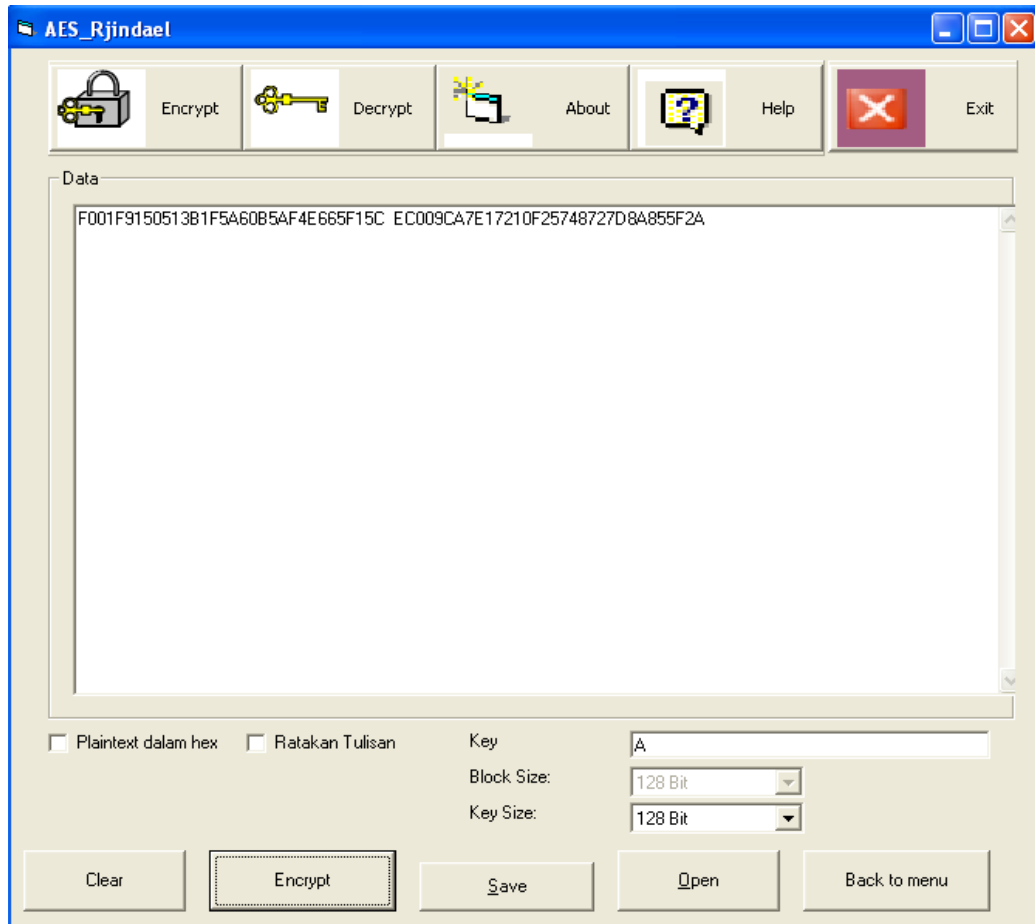 AES_Rjindael
Encrypt Decrypt About Help Exit
Data
F001F9150513B1F5A60B5AF4E665F15C EC009CA7E17210F25748727D8A855F2A
Plaintext dalam hex Ratakan Tulisan Key A
Block Size: 128 Bit
Key Size: 128 Bit
Clear Encrypt Save Open Back to menu